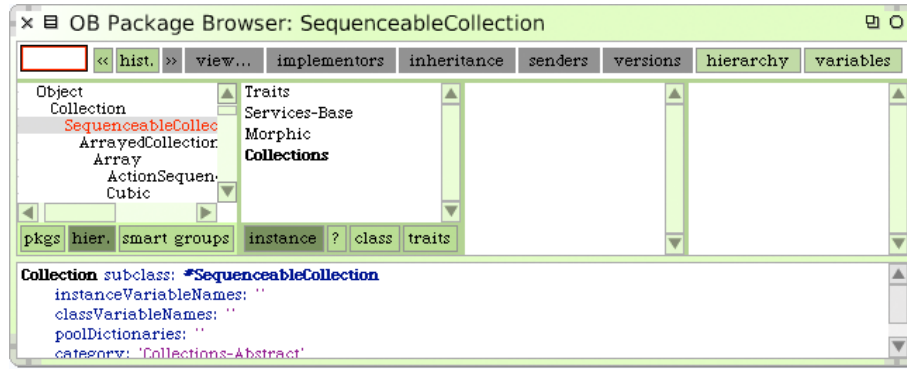 OB Package Browser: SequenceableCollection
« hist. » view... implementors inheritance senders versions hierarchy variables
Object
Collection
SequenceableCollec
ArrayedCollection
Array
ActionSequen
Cubic
Traits
Services-Base
Morphic
Collections
pkgs hier. smart groups instance ? class traits
Collection subclass: #SequenceableCollection
instanceVariableNames: ''
classVariableNames: ''
poolDictionaries: ''
category: 'Collections-Abstract'